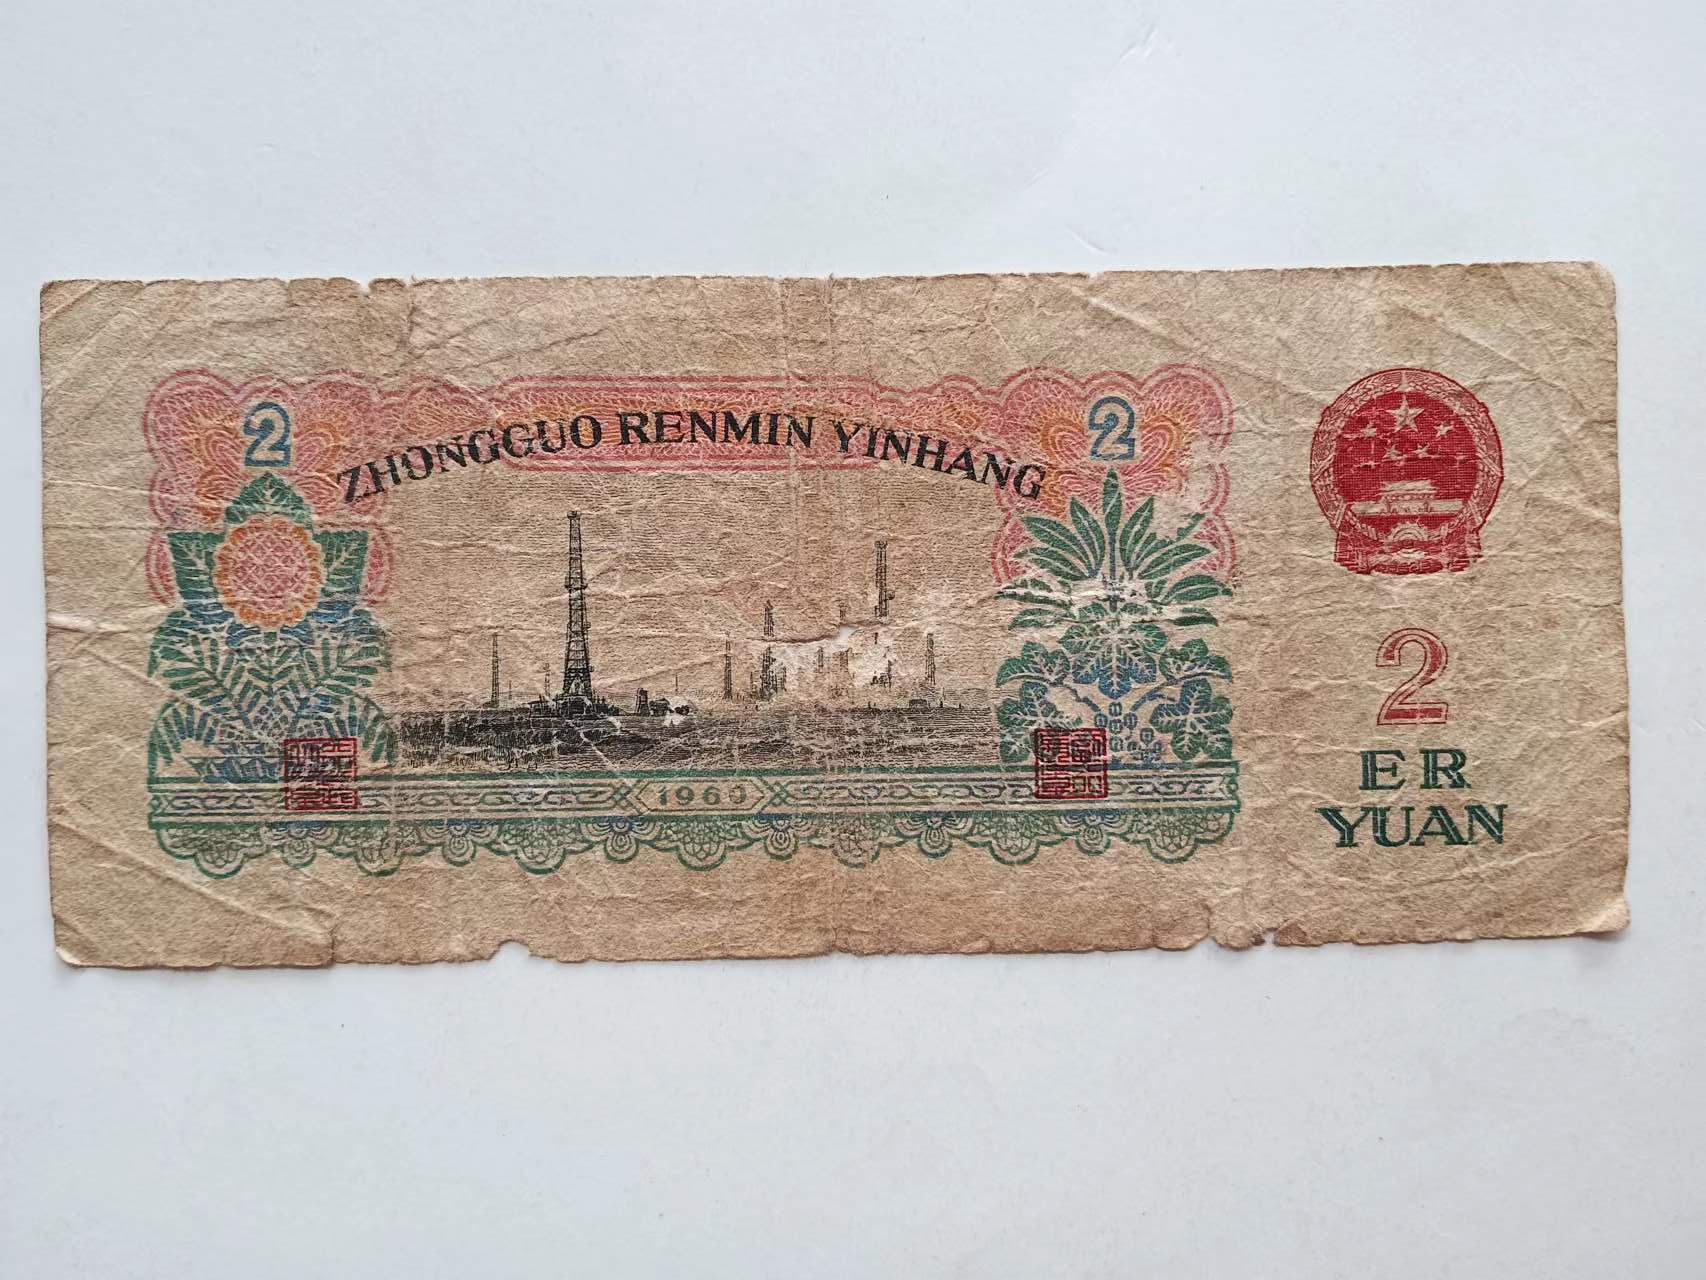 2
ZHONGGUO RENMIN YINHANG
2
1960
2
ER
YUAN